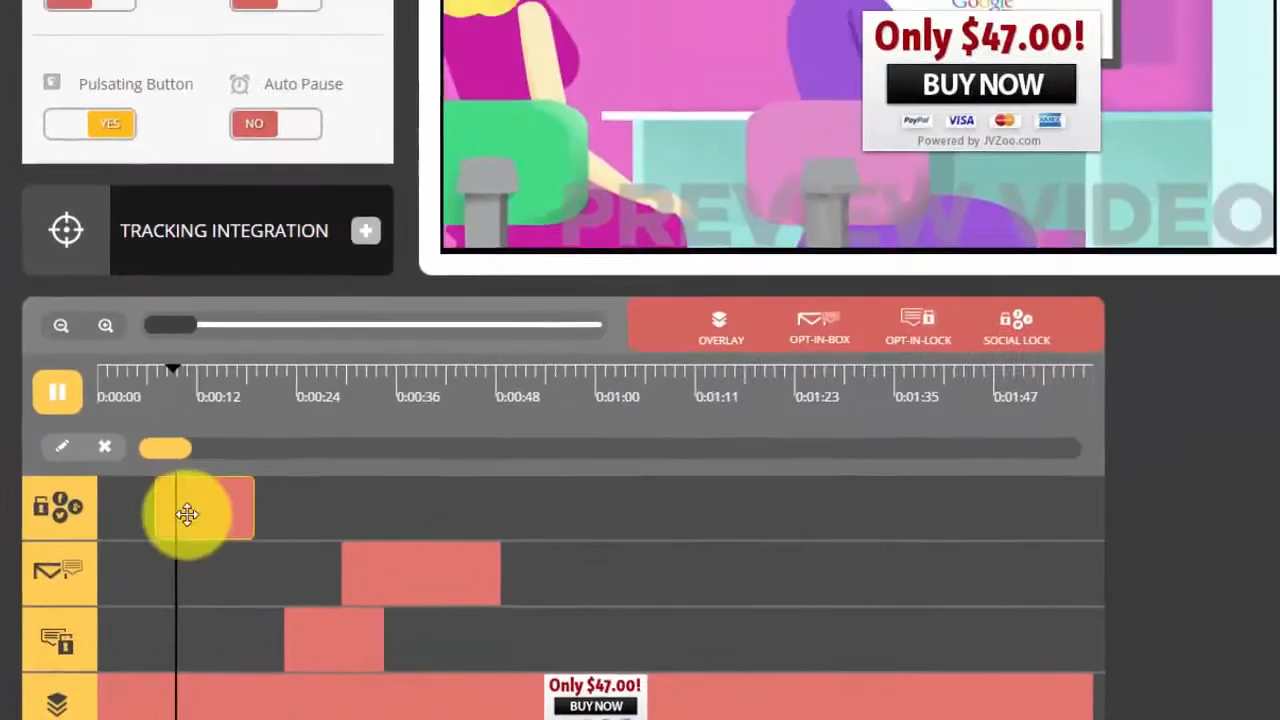 Google
Only $47.00!
BUY NOW
PayPal VISA MasterCard AMEX
Powered by JVZoo.com
Pulsating Button
Auto Pause
YES
NO
PREVIEW VIDEO
TRACKING INTEGRATION
OVERLAY
OPT-IN-BOX
OPT-IN-LOCK
SOCIAL LOCK
0:00:00 0:00:12 0:00:24 0:00:36 0:00:48 0:01:00 0:01:11 0:01:23 0:01:35 0:01:47
Only $47.00!
BUY NOW